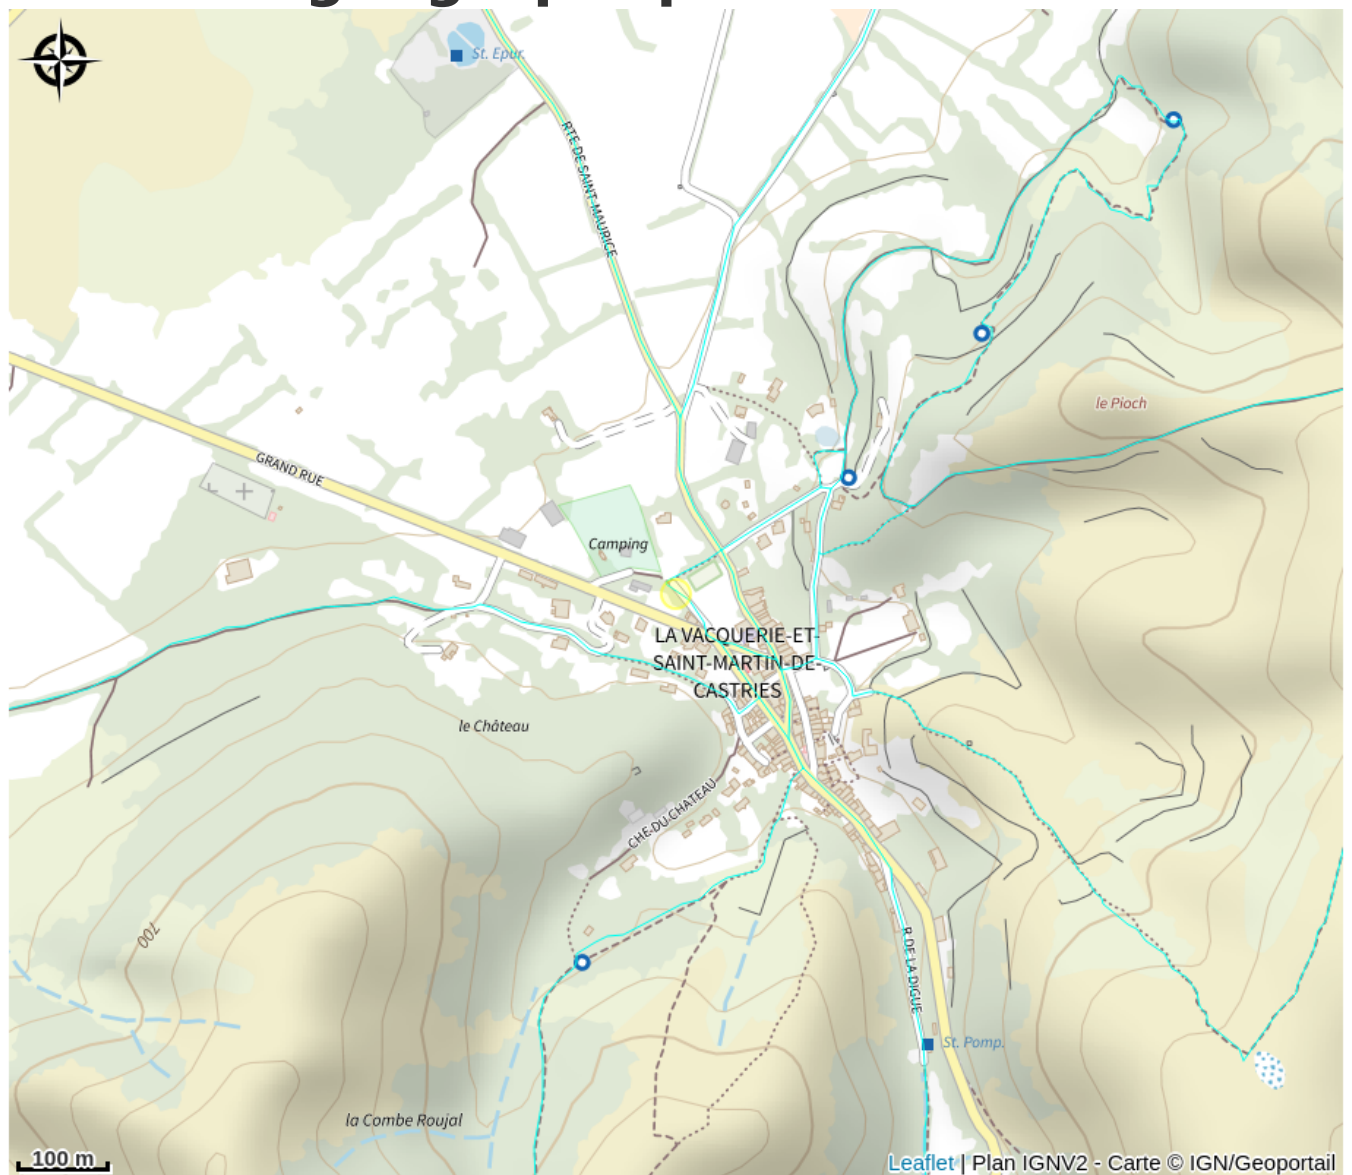 St. Epur.
RTE DE SAINT-MAURICE
le Pioch
GRAND RUE
Camping
LA VACQUERIE-ET-
SAINT-MARTIN-DE-
CASTRIES
le Château
CHE DU CHATEAU
700
R DE LA DIGUE
St. Pomp.
la Combe Roujal
100 m
Leaflet | Plan IGNV2 - Carte © IGN/Geoportail